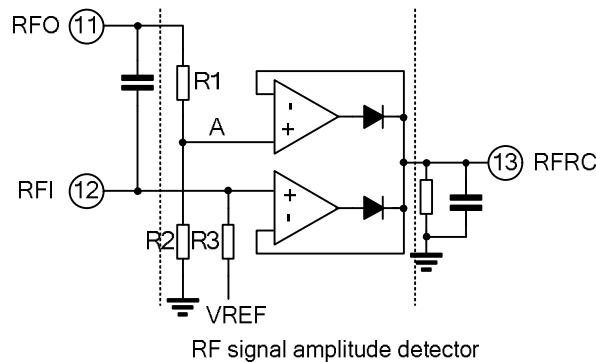 RFO 11
R1
A
-
+
13 RFRC
RFI 12
+
-
R2 R3
VREF
RF signal amplitude detector